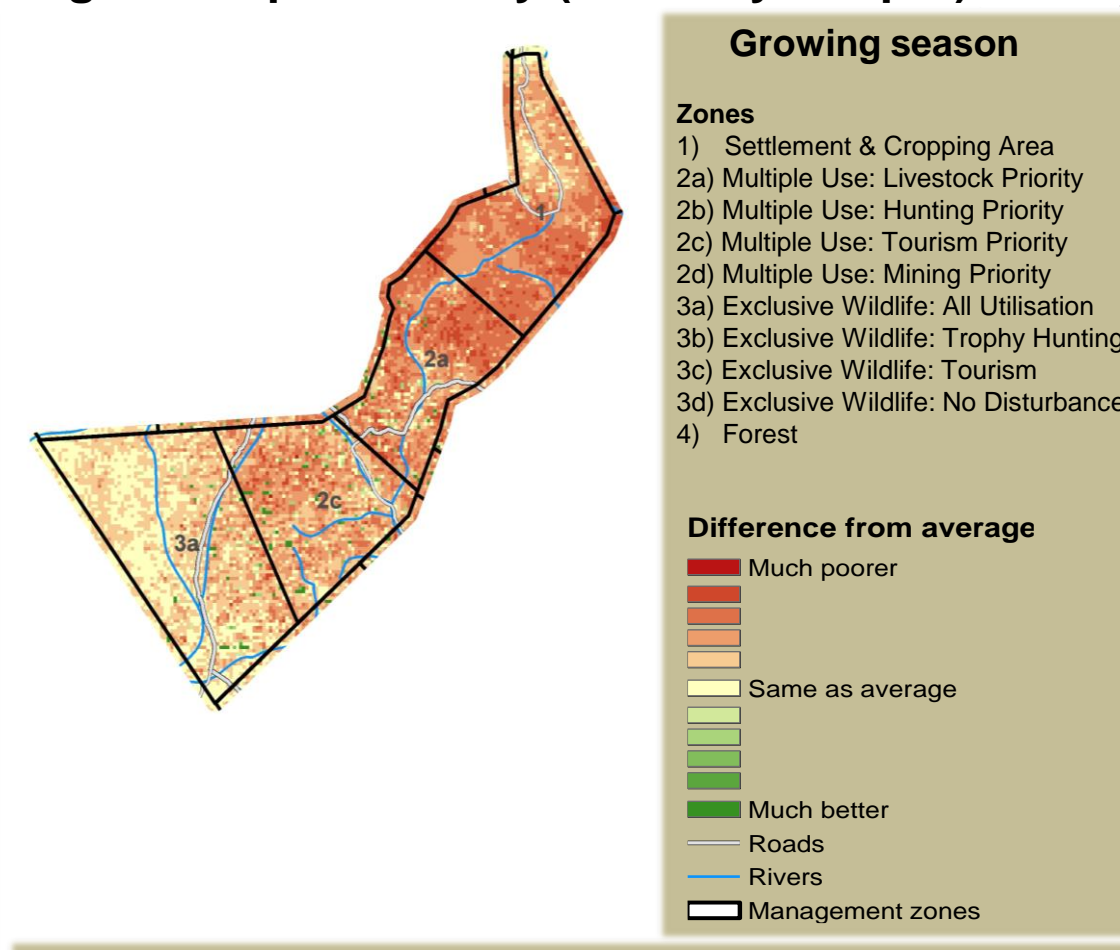 Growing season
Zones
1) Settlement & Cropping Area
2a) Multiple Use: Livestock Priority
2b) Multiple Use: Hunting Priority
2c) Multiple Use: Tourism Priority
2d) Multiple Use: Mining Priority
3a) Exclusive Wildlife: All Utilisation
3b) Exclusive Wildlife: Trophy Hunting
3c) Exclusive Wildlife: Tourism
3d) Exclusive Wildlife: No Disturbance
4) Forest
Difference from average
Much poorer
Same as average
Much better
Roads
Rivers
Management zones
1
2a
2c
3a